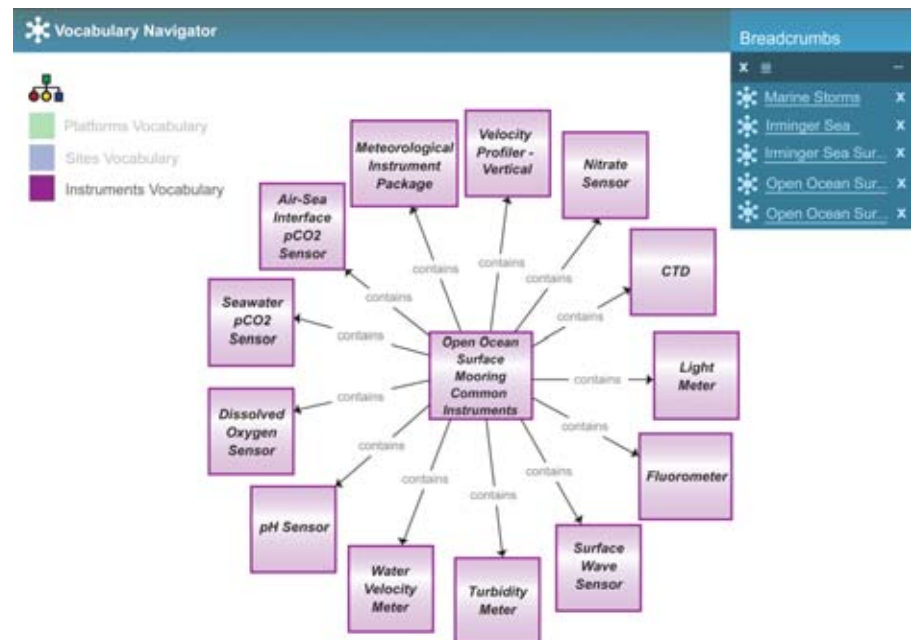 Vocabulary Navigator
Breadcrumbs
X
Marine Storms X
Irminger Sea X
Irminger Sea Sur... X
Open Ocean Sur... X
Open Ocean Sur... X
Platforms Vocabulary
Sites Vocabulary
Instruments Vocabulary
Meteorological
Instrument
Package
Velocity
Profiler -
Vertical
Nitrate
Sensor
Air-Sea
Interface
pCO2
Sensor
CTD
Seawater
pCO2
Sensor
Open Ocean
Surface
Mooring
Common
Instruments
Light
Meter
Dissolved
Oxygen
Sensor
Fluorometer
pH Sensor
Water
Velocity
Meter
Turbidity
Meter
Surface
Wave
Sensor
contains
contains
contains
contains
contains
contains
contains
contains
contains
contains
contains
contains
contains